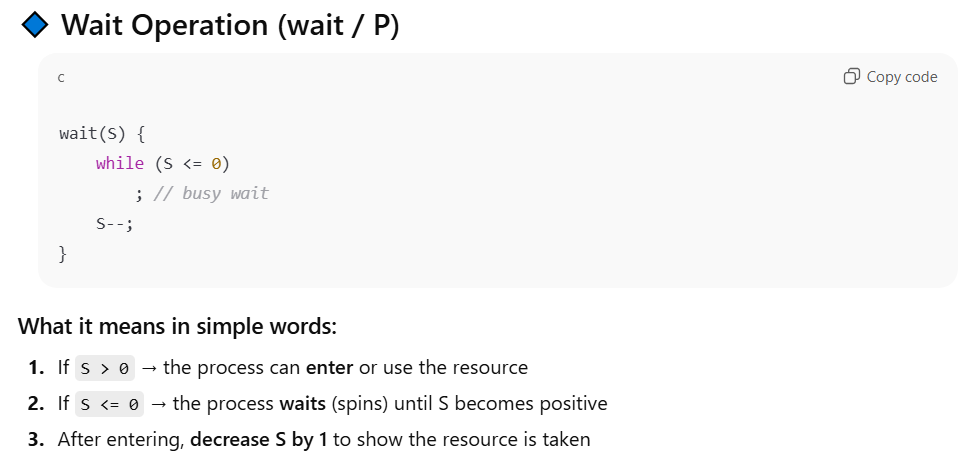 Wait Operation (wait / P)
c
Copy code
wait(S) {
    while (S <= 0)
        ; // busy wait
    S--;
}
What it means in simple words:
1. If S > 0 → the process can enter or use the resource
2. If S <= 0 → the process waits (spins) until S becomes positive
3. After entering, decrease S by 1 to show the resource is taken